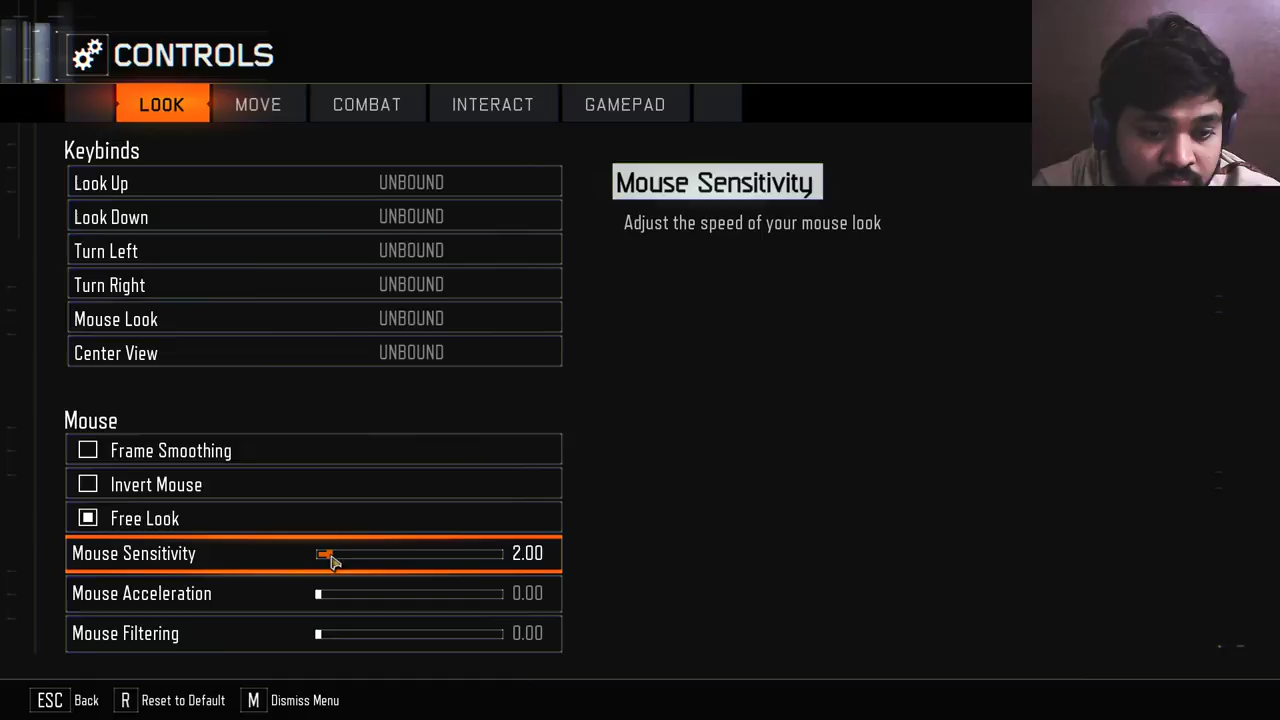 CONTROLS
LOOK MOVE COMBAT INTERACT GAMEPAD
Keybinds
Look Up UNBOUND
Look Down UNBOUND
Turn Left UNBOUND
Turn Right UNBOUND
Mouse Look UNBOUND
Center View UNBOUND
Mouse
Frame Smoothing
Invert Mouse
Free Look
Mouse Sensitivity 2.00
Mouse Acceleration 0.00
Mouse Filtering 0.00
Mouse Sensitivity
Adjust the speed of your mouse look
ESC Back R Reset to Default M Dismiss Menu